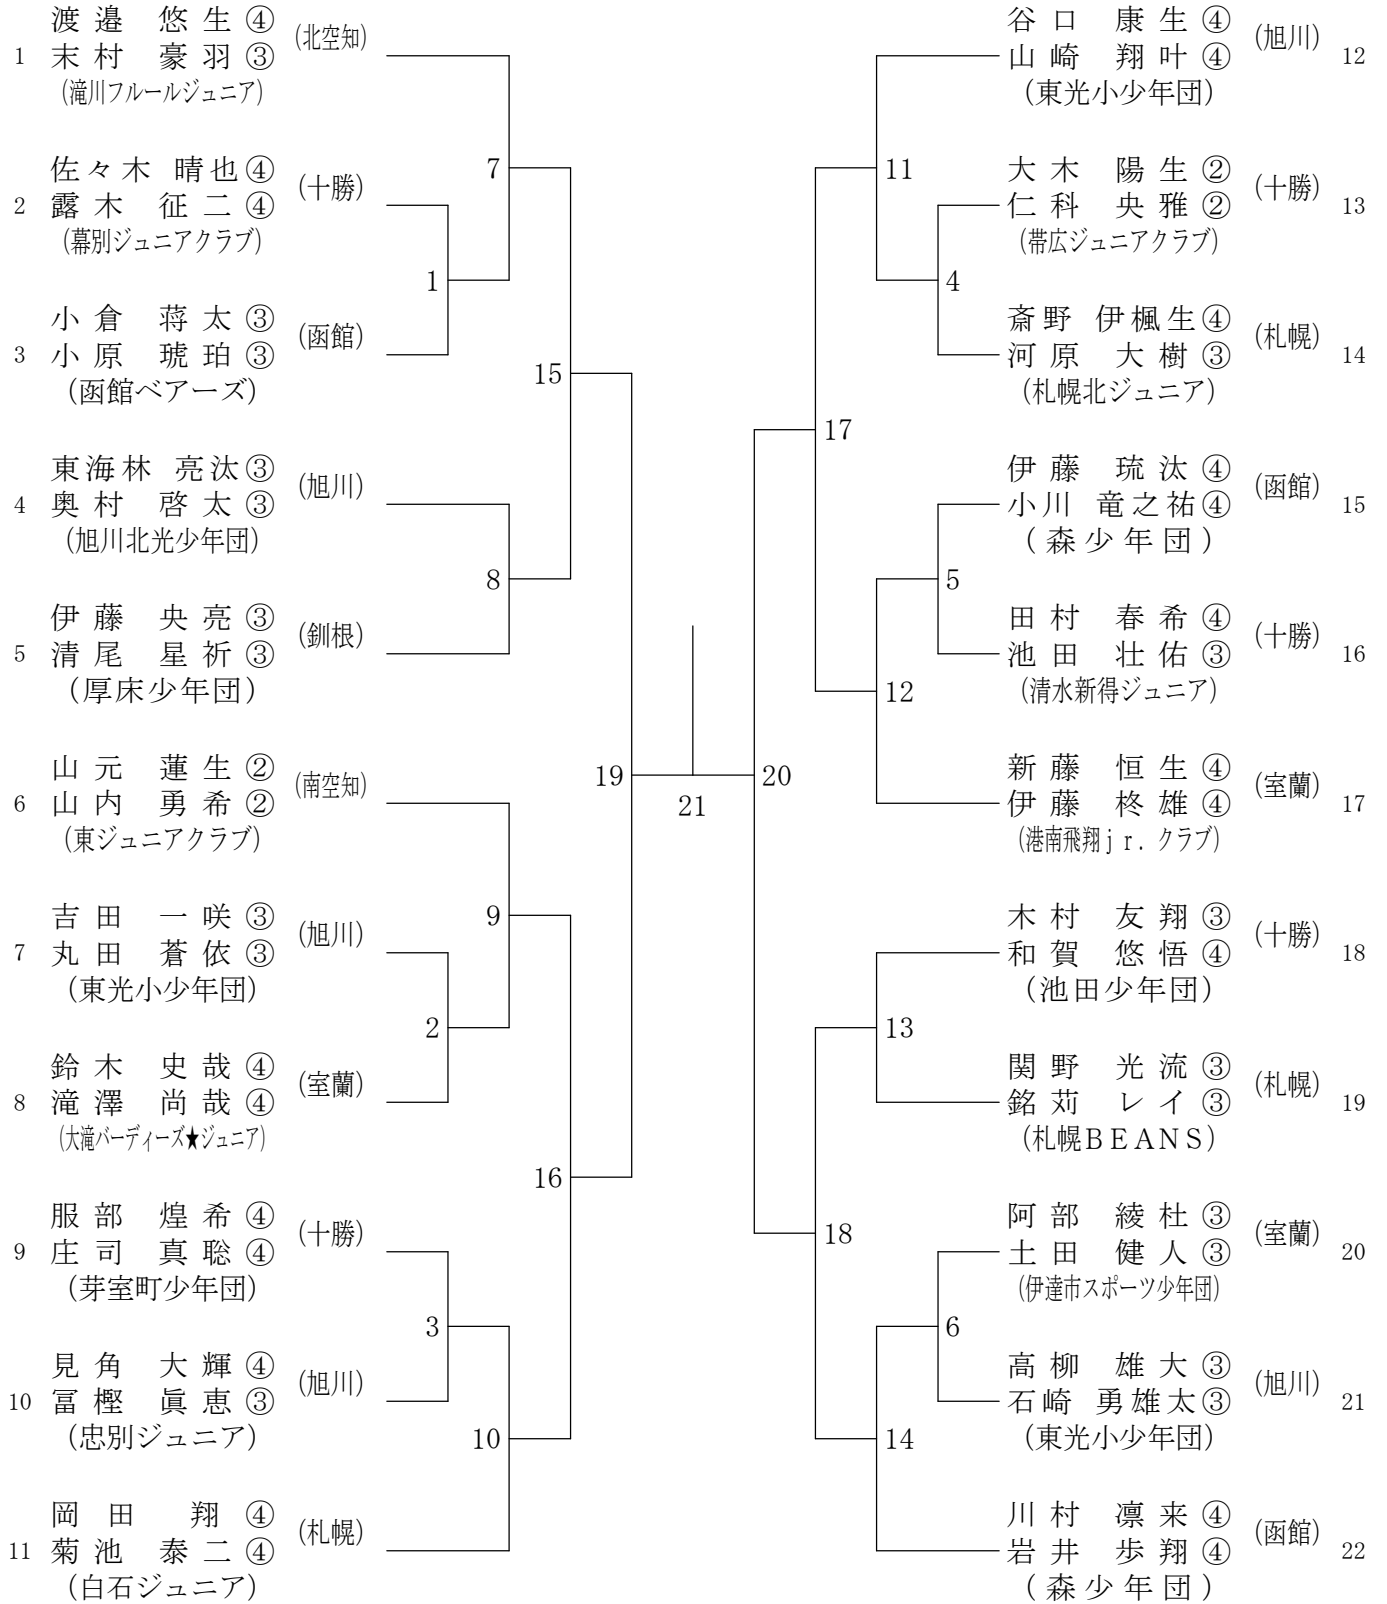 渡邉 悠生④
(北空知)
1 末村 豪羽③
(滝川フルールジュニア)
佐々木 晴也④
(十勝)
2 露木 征二④
(幕別ジュニアクラブ)
小倉 蒋太③
(函館)
3 小原 琥珀③
(函館ベアーズ)
東海林 亮汰③
(旭川)
4 奥村 啓太③
(旭川北光少年団)
伊藤 央亮③
(釧根)
5 清尾 星祈③
(厚床少年団)
山元 蓮生②
(南空知)
6 山内 勇希②
(東ジュニアクラブ)
吉田 一咲③
(旭川)
7 丸田 蒼依③
(東光小少年団)
鈴木 史哉④
(室蘭)
8 滝澤 尚哉④
(大滝バーディーズ★ジュニア)
服部 煌希④
(十勝)
9 庄司 真聡④
(芽室町少年団)
見角 大輝④
(旭川)
10 冨樫 眞恵③
(忠別ジュニア)
岡田 翔④
(札幌)
11 菊池 泰二④
(白石ジュニア)
7
1
15
8
19
9
2
16
3
10
21
20
11
4
17
5
12
13
18
6
14
谷口 康生④
(旭川)
山崎 翔叶④ 12
(東光小少年団)
大木 陽生②
(十勝)
仁科 央雅② 13
(帯広ジュニアクラブ)
斎野 伊楓生④
(札幌)
河原 大樹③ 14
(札幌北ジュニア)
伊藤 琉汰④
(函館)
小川 竜之祐④ 15
(森少年団)
田村 春希④
(十勝)
池田 壮佑③ 16
(清水新得ジュニア)
新藤 恒生④
(室蘭)
伊藤 柊雄④ 17
(港南飛翔jr.クラブ)
木村 友翔③
(十勝)
和賀 悠悟④ 18
(池田少年団)
関野 光流③
(札幌)
銘苅 レイ③ 19
(札幌BEANS)
阿部 綾杜③
(室蘭)
土田 健人③ 20
(伊達市スポーツ少年団)
高柳 雄大③
(旭川)
石崎 勇雄太③ 21
(東光小少年団)
川村 凛来④
(函館)
岩井 歩翔④ 22
(森少年団)